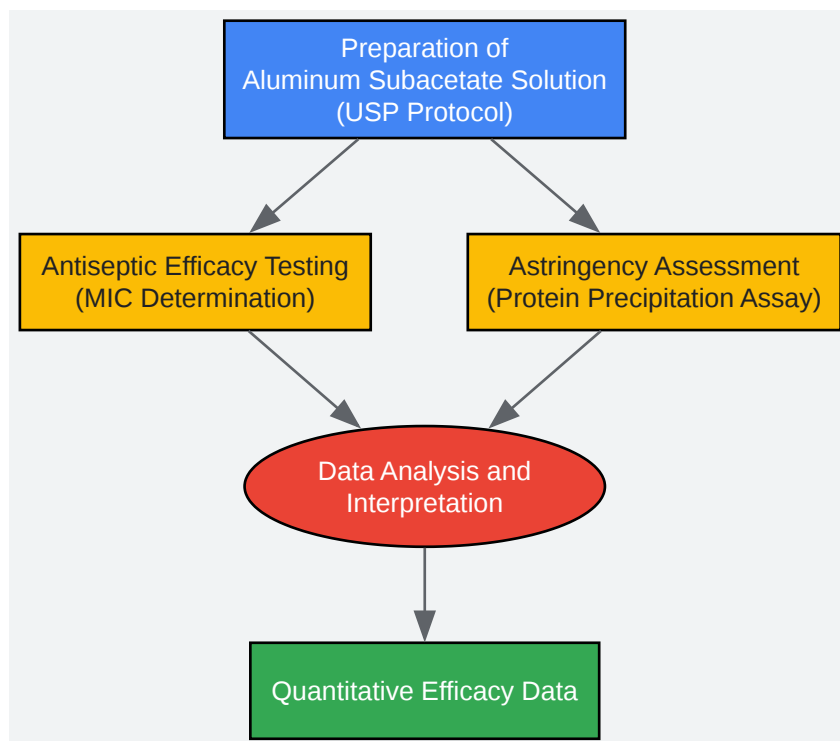 Preparation of
Aluminum Subacetate Solution
(USP Protocol)
Antiseptic Efficacy Testing
(MIC Determination)
Astringency Assessment
(Protein Precipitation Assay)
Data Analysis and
Interpretation
Quantitative Efficacy Data